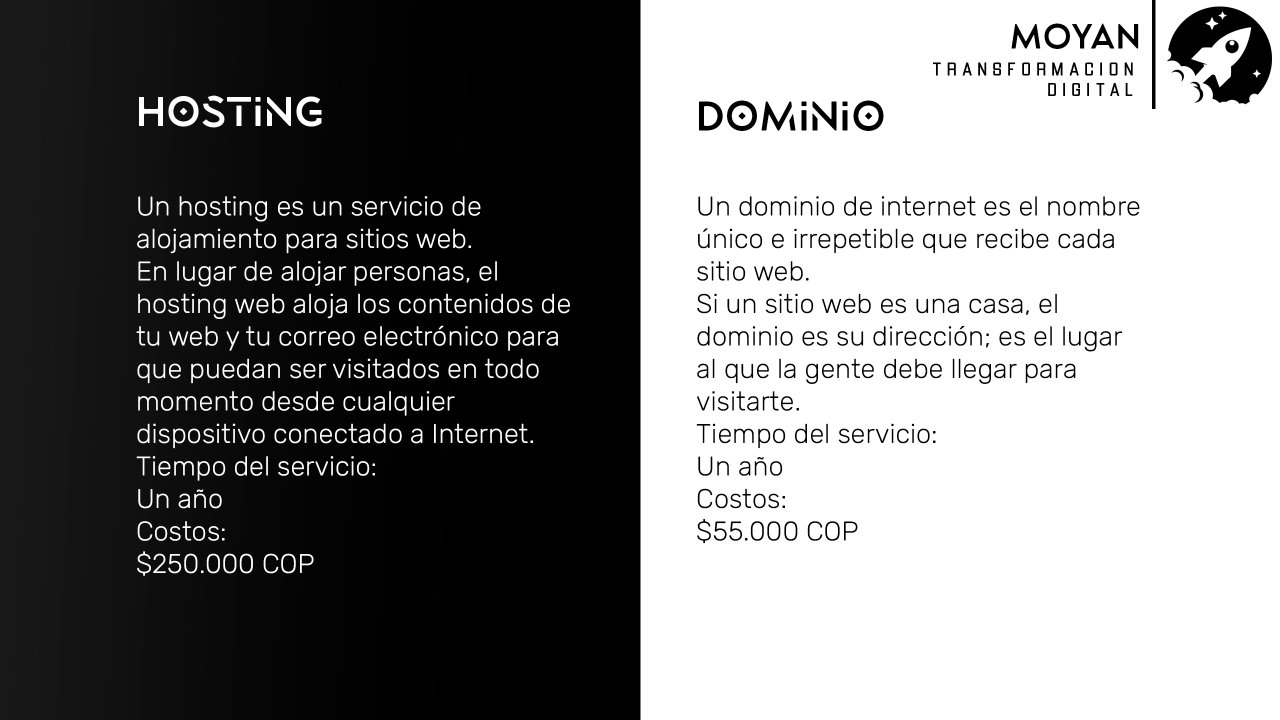 MOYAN
TRANSFORMACION
DIGITAL
HOSTiNG
Un hosting es un servicio de
alojamiento para sitios web.
En lugar de alojar personas, el
hosting web aloja los contenidos de
tu web y tu correo electrónico para
que puedan ser visitados en todo
momento desde cualquier
dispositivo conectado a Internet.
Tiempo del servicio:
Un año
Costos:
$250.000 COP
DOMiNiO
Un dominio de internet es el nombre
único e irrepetible que recibe cada
sitio web.
Si un sitio web es una casa, el
dominio es su dirección; es el lugar
al que la gente debe llegar para
visitarte.
Tiempo del servicio:
Un año
Costos:
$55.000 COP